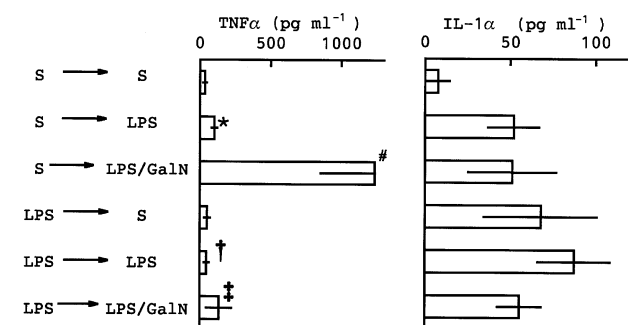 TNFα (pg ml⁻¹) IL-1α (pg ml⁻¹)
0 500 1000 0 50 100
S → S
S → LPS *
S → LPS/GalN #
LPS → S
LPS → LPS †
LPS → LPS/GalN ‡